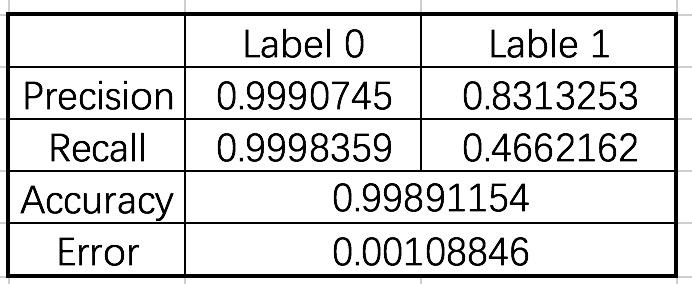 Label 0 Lable 1
Precision 0.9990745 0.8313253
Recall 0.9998359 0.4662162
Accuracy 0.99891154
Error 0.00108846